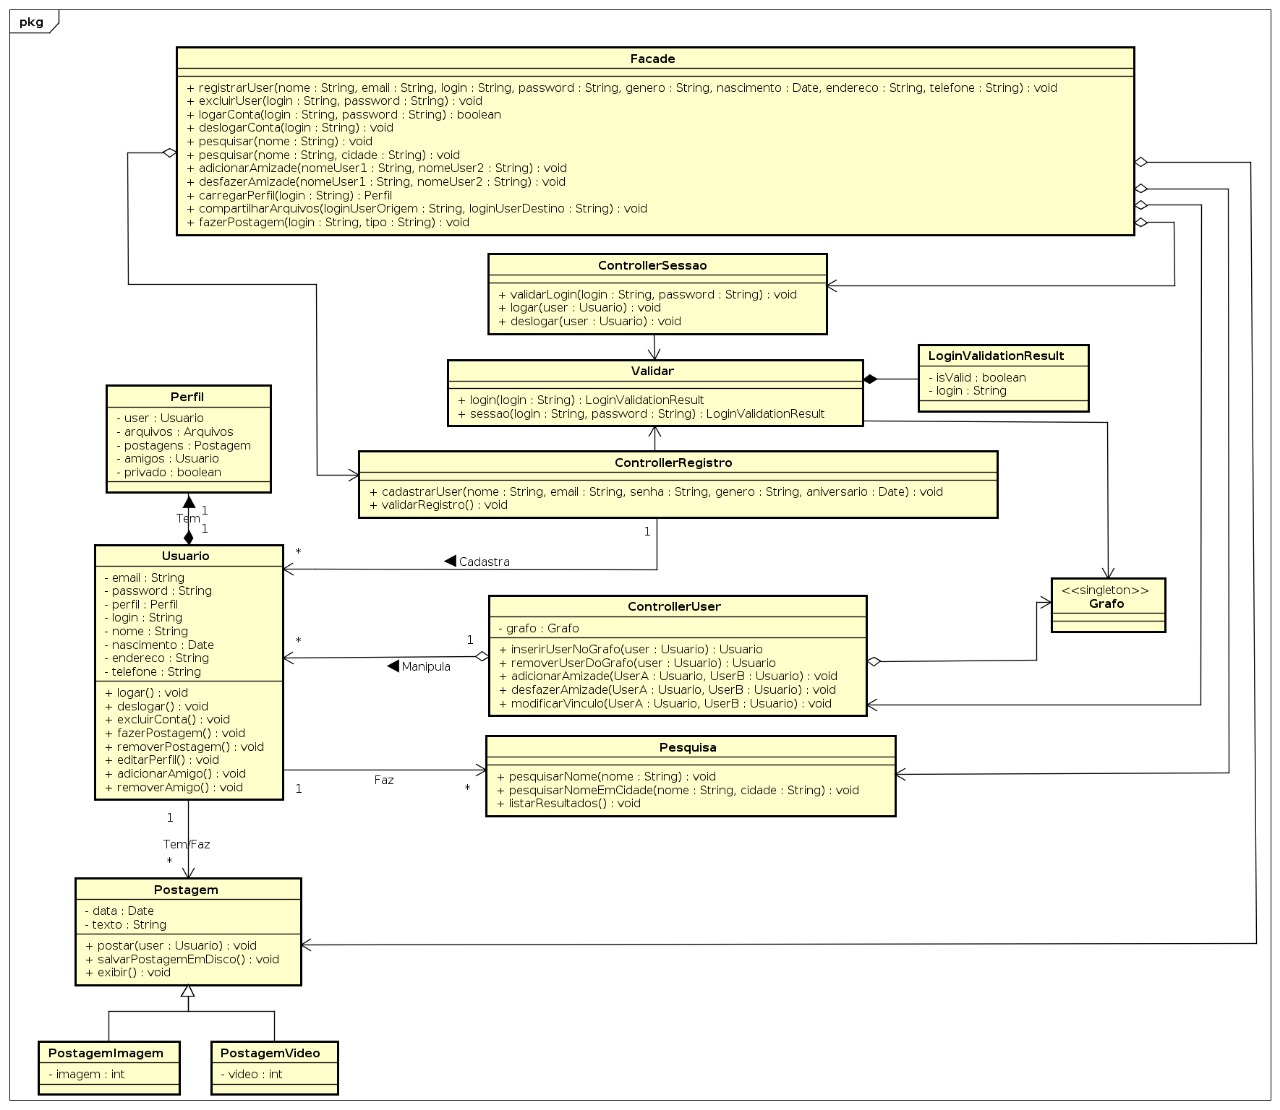 pkg
Facade
+ registrarUser(nome : String, email : String, login : String, password : String, genero : String, nascimento : Date, endereco : String, telefone : String) : void
+ excluirUser(login : String, password : String) : void
+ logarConta(login : String, password : String) : boolean
+ deslogarConta(login : String) : void
+ pesquisar(nome : String) : void
+ pesquisar(nome : String, cidade : String) : void
+ adicionarAmizade(nomeUser1 : String, nomeUser2 : String) : void
+ desfazerAmizade(nomeUser1 : String, nomeUser2 : String) : void
+ carregarPerfil(login : String) : Perfil
+ compartilharArquivos(loginUserOrigem : String, loginUserDestino : String) : void
+ fazerPostagem(login : String, tipo : String) : void
ControllerSessao
+ validarLogin(login : String, password : String) : void
+ logar(user : Usuario) : void
+ deslogar(user : Usuario) : void
Validar
+ login(login : String) : LoginValidationResult
+ sessao(login : String, password : String) : LoginValidationResult
LoginValidationResult
- isValid : boolean
- login : String
Perfil
- user : Usuario
- arquivos : Arquivos
- postagens : Postagem
- amigos : Usuario
- privado : boolean
ControllerRegistro
+ cadastrarUser(nome : String, email : String, senha : String, genero : String, aniversario : Date) : void
+ validarRegistro() : void
1
Tem
1
1
* 
Cadastra
Usuario
- email : String
- password : String
- perfil : Perfil
- login : String
- nome : String
- nascimento : Date
- endereco : String
- telefone : String
+ logar() : void
+ deslogar() : void
+ excluirConta() : void
+ fazerPostagem() : void
+ removerPostagem() : void
+ editarPerfil() : void
+ adicionarAmigo() : void
+ removerAmigo() : void
<<singleton>>
Grafo
ControllerUser
- grafo : Grafo
+ inserirUserNoGrafo(user : Usuario) : Usuario
+ removerUserDoGrafo(user : Usuario) : Usuario
+ adicionarAmizade(UserA : Usuario, UserB : Usuario) : void
+ desfazerAmizade(UserA : Usuario, UserB : Usuario) : void
+ modificarVinculo(UserA : Usuario, UserB : Usuario) : void
*
1
Manipula
Pesquisa
+ pesquisarNome(nome : String) : void
+ pesquisarNomeEmCidade(nome : String, cidade : String) : void
+ listarResultados() : void
Faz
1
*
1
Tem/Faz
*
Postagem
- data : Date
- texto : String
+ postar(user : Usuario) : void
+ salvarPostagemEmDisco() : void
+ exibir() : void
PostagemImagem
- imagem : int
PostagemVideo
- video : int